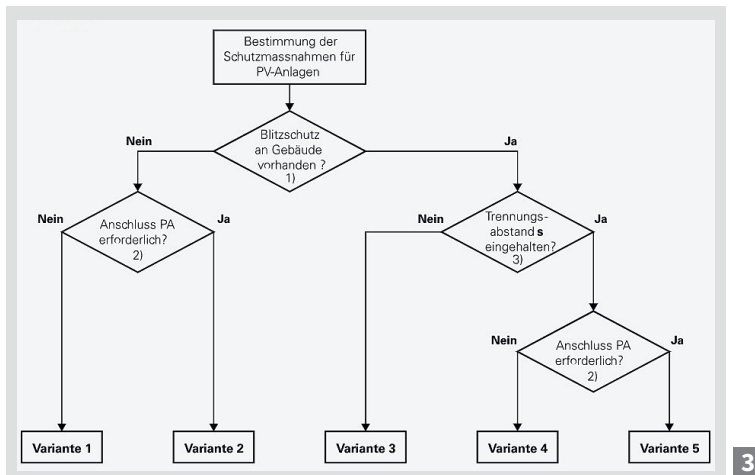 Bestimmung der
Schutzmassnahmen für
PV-Anlagen
Nein
Blitzschutz
an Gebäude
vorhanden ?
1)
Ja
Nein
Anschluss PA
erforderlich?
2)
Ja
Nein
Trennungs-
abstand s
eingehalten?
3)
Ja
Nein
Anschluss PA
erforderlich?
2)
Ja
Variante 1
Variante 2
Variante 3
Variante 4
Variante 5
3